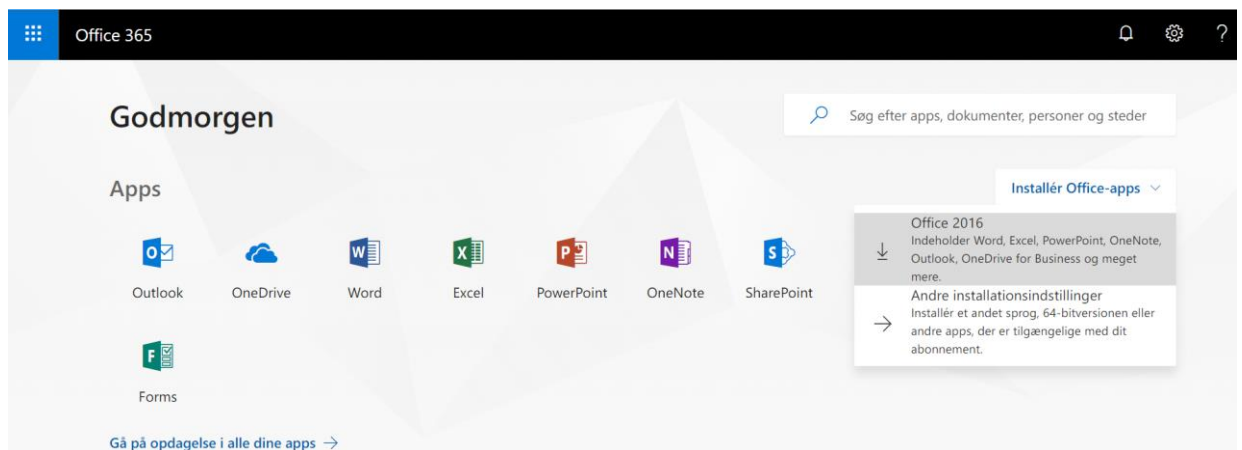 Office 365
?
Godmorgen
Søg efter apps, dokumenter, personer og steder
Apps
Installér Office-apps
Office 2016
Indeholder Word, Excel, PowerPoint, OneNote,
Outlook, OneDrive for Business og meget
mere.
Andre installationsindstillinger
Installér et andet sprog, 64-bitversionen eller
andre apps, der er tilgængelige med dit
abonnement.
Outlook OneDrive Word Excel PowerPoint OneNote SharePoint
Forms
Gå på opdagelse i alle dine apps →